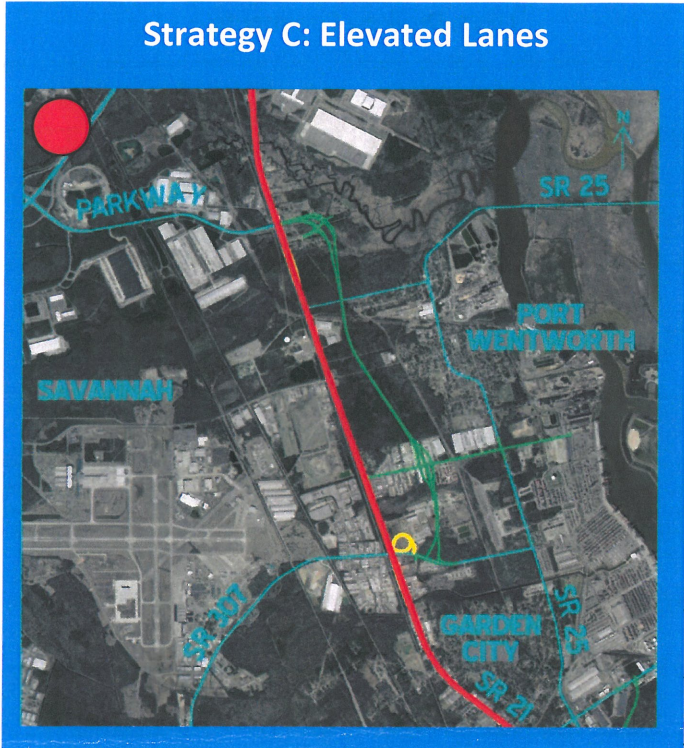 Strategy C: Elevated Lanes
N
SR 25
PARKWAY
PORT
WENTWORTH
SAVANNAH
SR 307
GARDEN
CITY
SR 25
SR 21